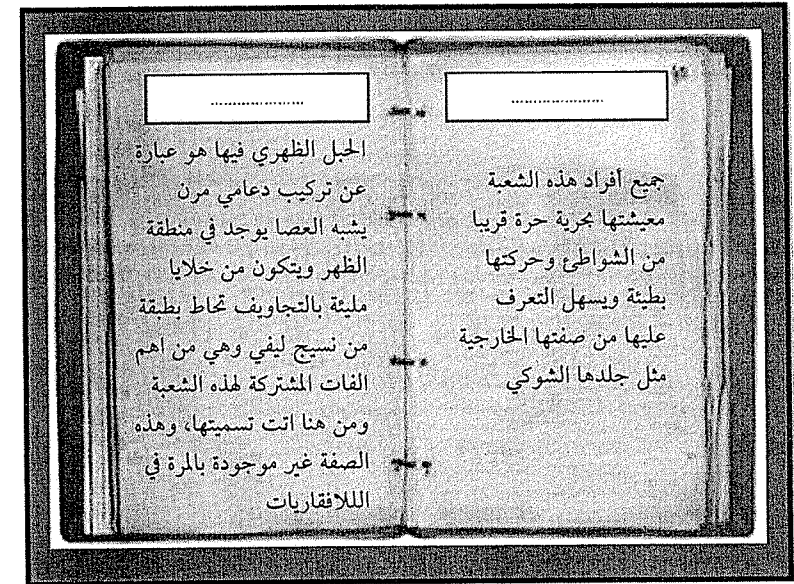 ....................
جميع أفراد هذه الشعبة
معيشتها بحرية حرة قريبا
من الشواطئ وحركتها
بطيئة ويسهل التعرف
عليها من صفتها الخارجية
مثل جلدها الشوكي
....................
الحبل الظهري فيها هو عبارة
عن تركيب دعامي مرن
يشبه العصا يوجد في منطقة
الظهر ويتكون من خلايا
مليئة بالتجاويف تحاط بطبقة
من نسيج ليفي وهي من اهم
الفات المشتركة لهذه الشعبة
ومن هنا اتت تسميتها، وهذه
الصفة غير موجودة بالمرة في
الللافقاريات